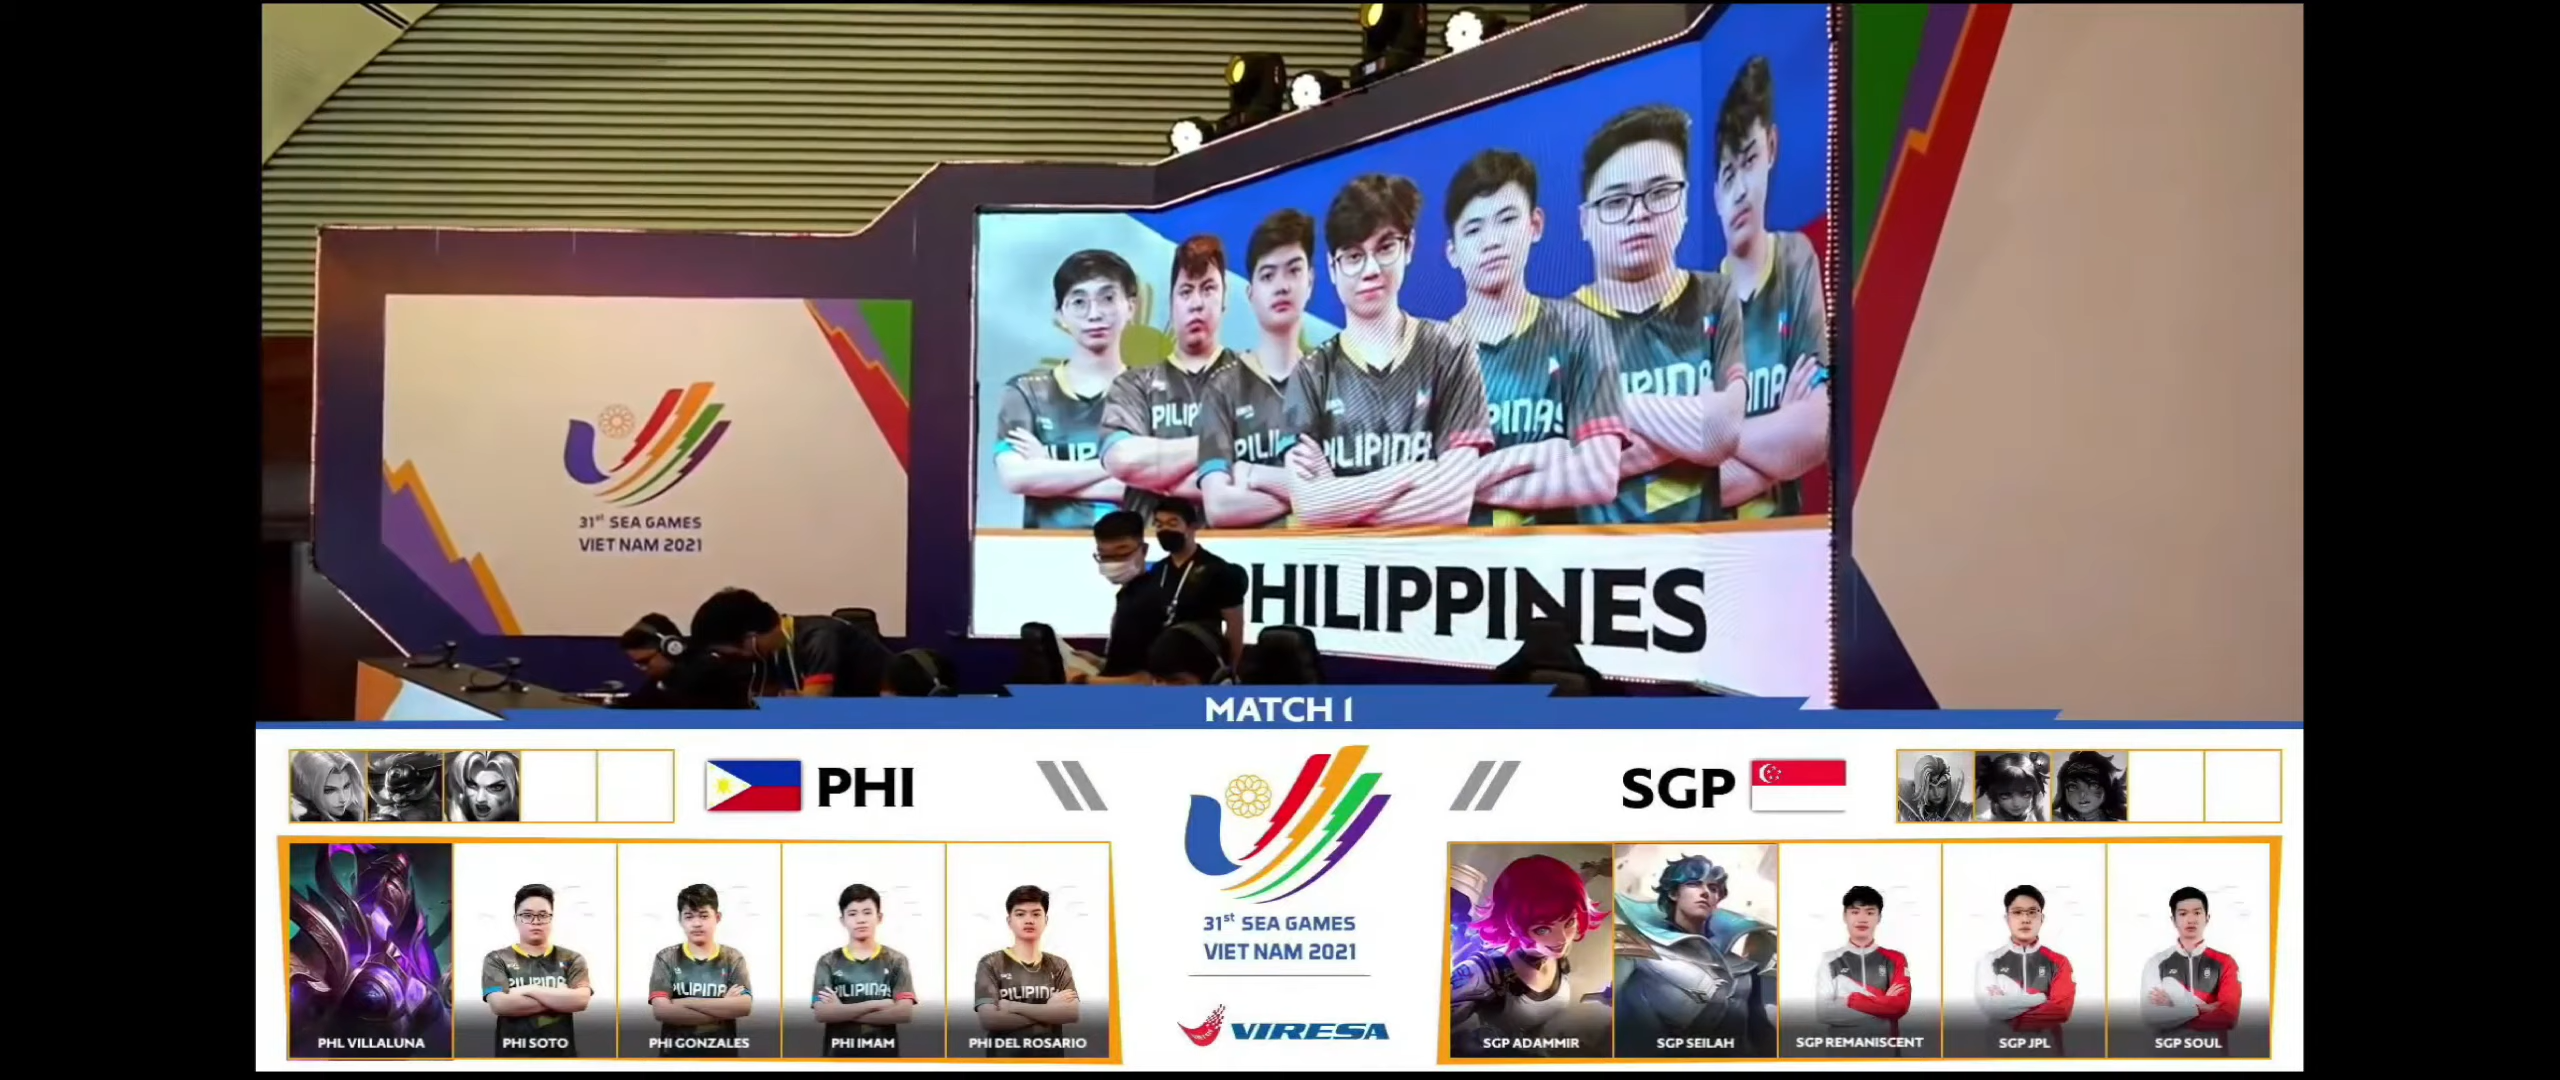 31st SEA GAMES
VIET NAM 2021
PILIPINAS
PILIPINAS
PHILIPPINES
MATCH 1
PHI
SGP
31st SEA GAMES
VIET NAM 2021
VIRESA
PHL VILLALUNA
PHI SOTO
PHI GONZALES
PHI IMAM
PHI DEL ROSARIO
SGP ADAMMIR
SGP SEILAH
SGP REMANISCENT
SGP JPL
SGP SOUL